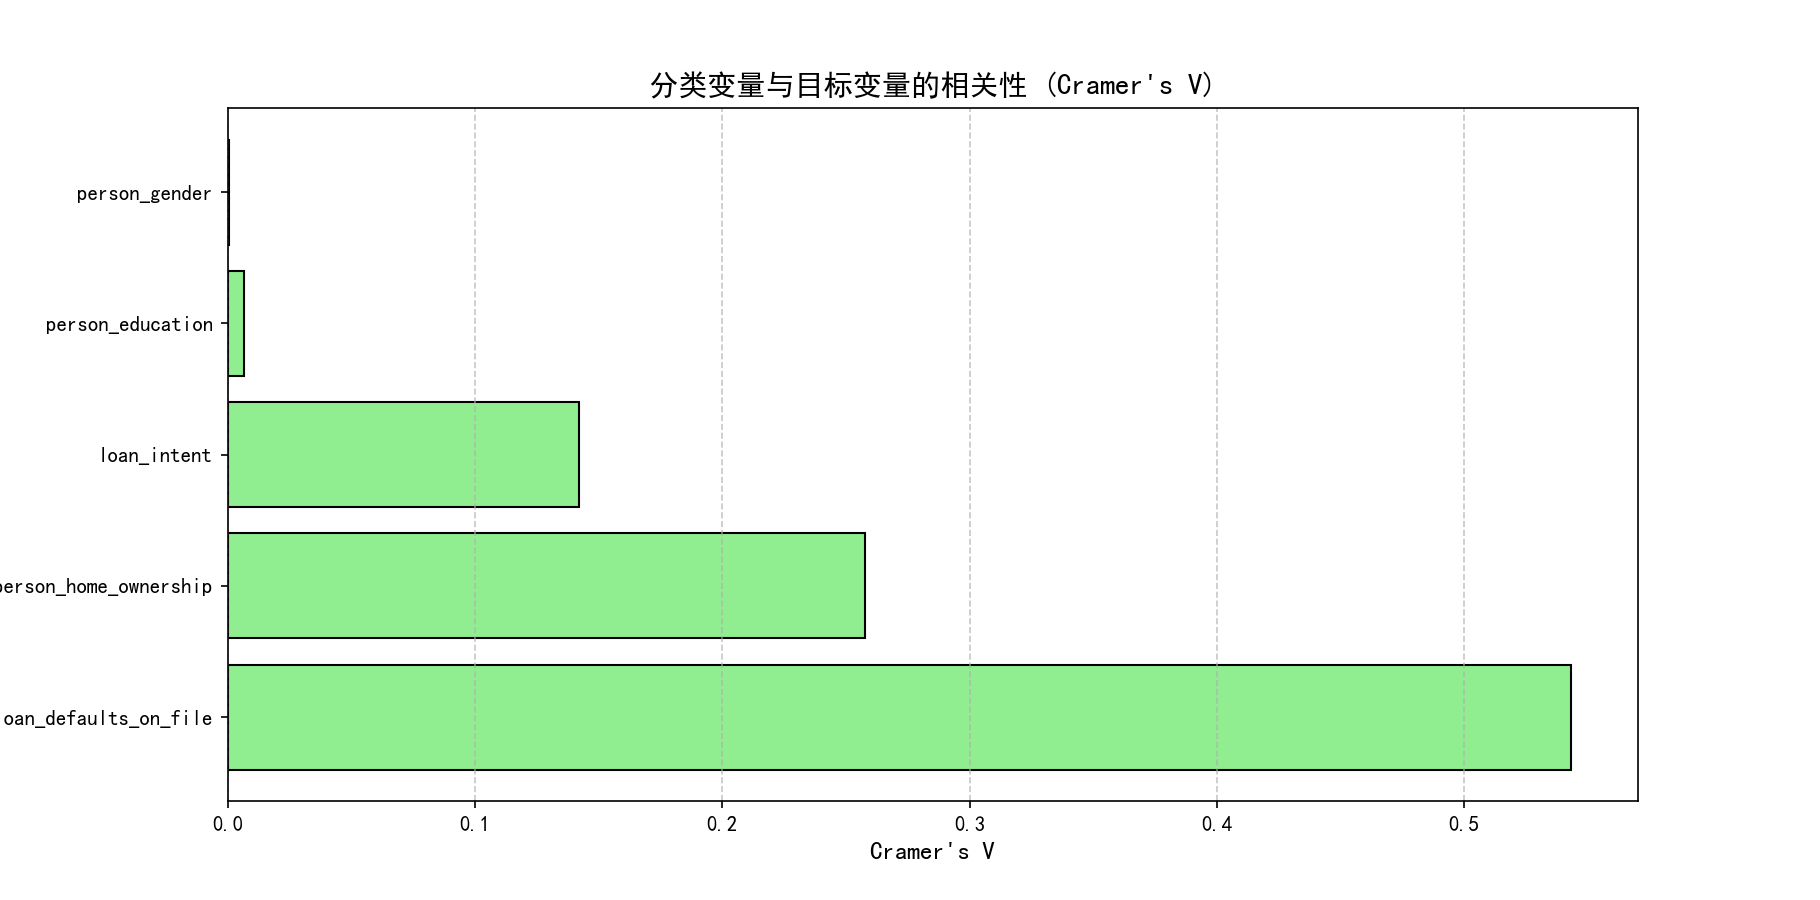 分类变量与目标变量的相关性 (Cramer's V)
person_gender
person_education
loan_intent
person_home_ownership
oan_defaults_on_file
0.0 0.1 0.2 0.3 0.4 0.5
Cramer's V